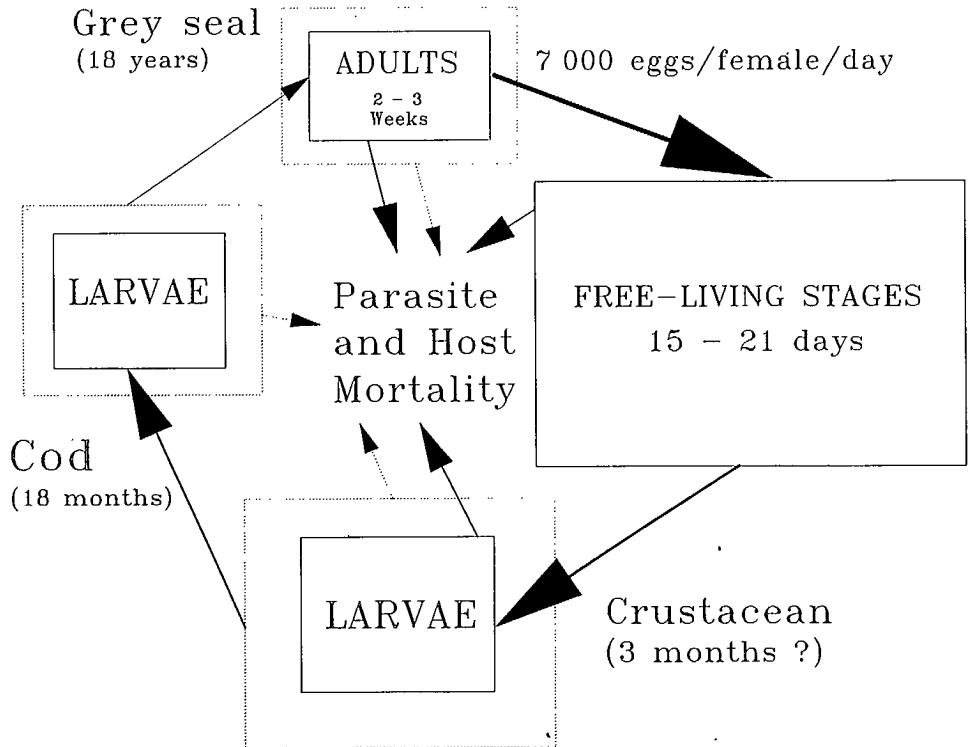 Grey seal
(18 years)
ADULTS
2 – 3
Weeks
7 000 eggs/female/day
LARVAE
Parasite
and Host
Mortality
FREE–LIVING STAGES
15 – 21 days
Cod
(18 months)
LARVAE
Crustacean
(3 months ?)